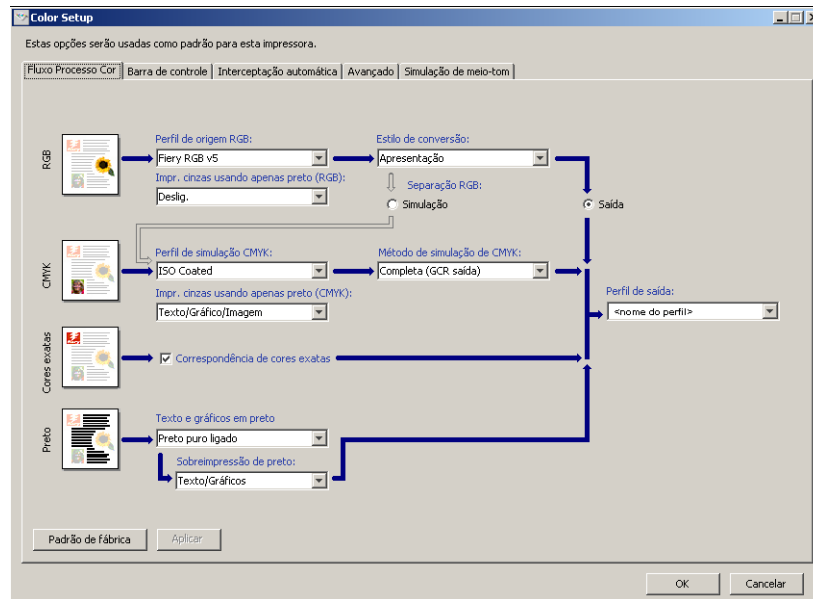 Color Setup
Estas opções serão usadas como padrão para esta impressora.
Fluxo Processo Cor Barra de controle Interceptação automática Avançado Simulação de meio-tom
RGB
Perfil de origem RGB: Estilo de conversão:
Fiery RGB v5 Apresentação
Impr. cinzas usando apenas preto (RGB): Separação RGB:
Deslig. Simulação Saída
CMYK
Perfil de simulação CMYK: Método de simulação de CMYK:
ISO Coated Completa (GCR saída)
Impr. cinzas usando apenas preto (CMYK): Perfil de saída:
Texto/Gráfico/Imagem <nome do perfil>
Cores exatas
Correspondência de cores exatas
Preto
Texto e gráficos em preto
Preto puro ligado
Sobreimpressão de preto:
Texto/Gráficos
Padrão de fábrica Aplicar
OK Cancelar